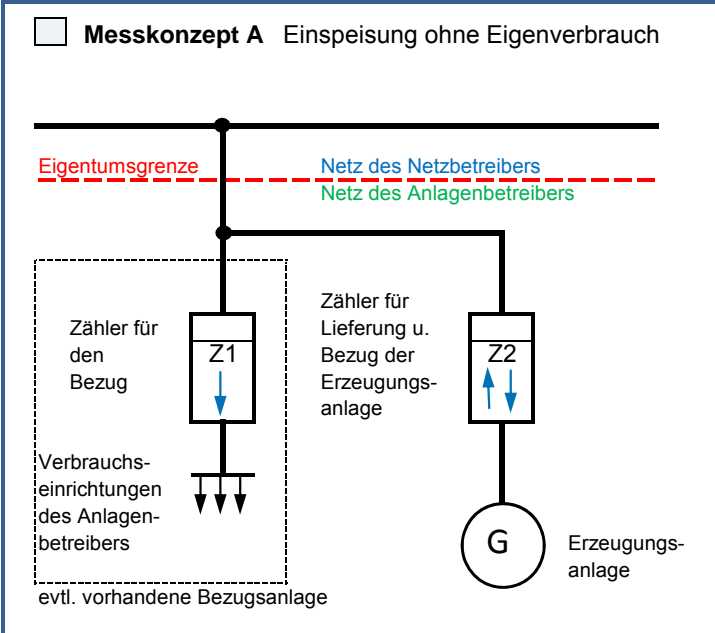 Messkonzept A Einspeisung ohne Eigenverbrauch
Eigentumsgrenze
Netz des Netzbetreibers
Netz des Anlagenbetreibers
Zähler für
den
Bezug
Z1
Zähler für
Lieferung u.
Bezug der
Erzeugungs-
anlage
Z2
Verbrauchs-
einrichtungen
des Anlagen-
betreibers
G
Erzeugungs-
anlage
evtl. vorhandene Bezugsanlage